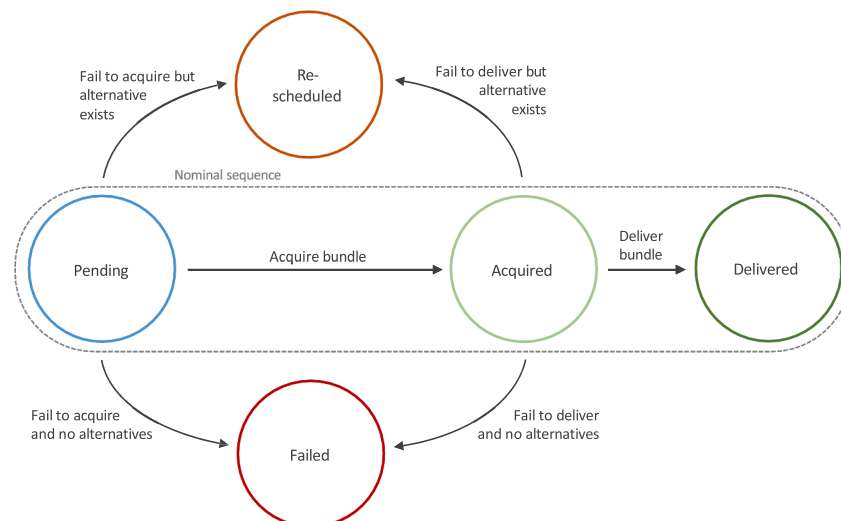 Re-
scheduled
Fail to acquire but
alternative
exists
Fail to deliver but
alternative
exists
Nominal sequence
Pending
Acquire bundle
Acquired
Deliver
bundle
Delivered
Fail to acquire
and no alternatives
Failed
Fail to deliver
and no alternatives